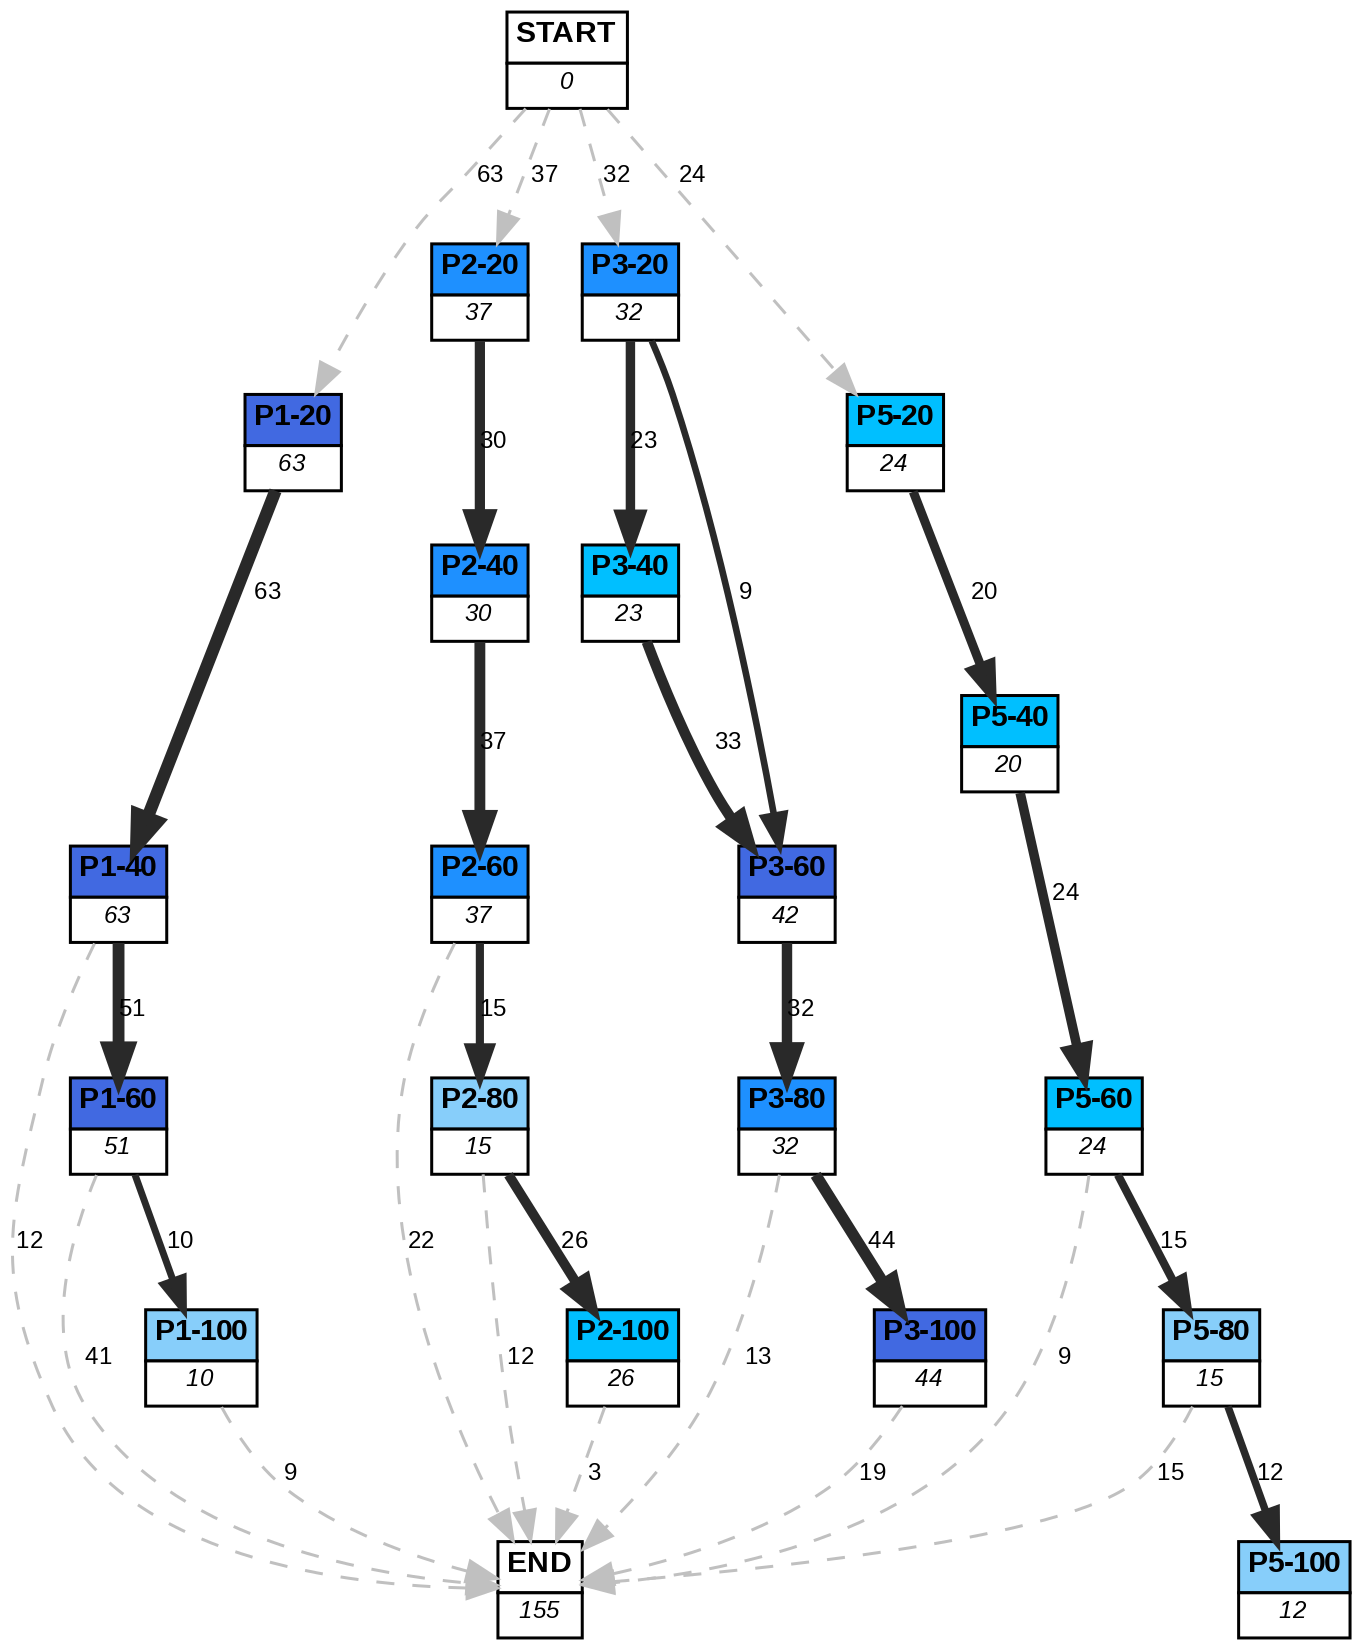 START
0
63 37 32 24
P2-20 P3-20
37 32
P1-20 P5-20
63 24
30 23
P2-40 P3-40
30 23
63 9 20
P5-40
20
37 33
P1-40 P2-60 P3-60
63 37 42
24
51 15 32
P1-60 P2-80 P3-80 P5-60
51 15 32 24
12 10 22 26 44 15
P1-100 P2-100 P3-100 P5-80
10 26 44 15
41 12 13 9
9 3 19 15 12
END P5-100
155 12